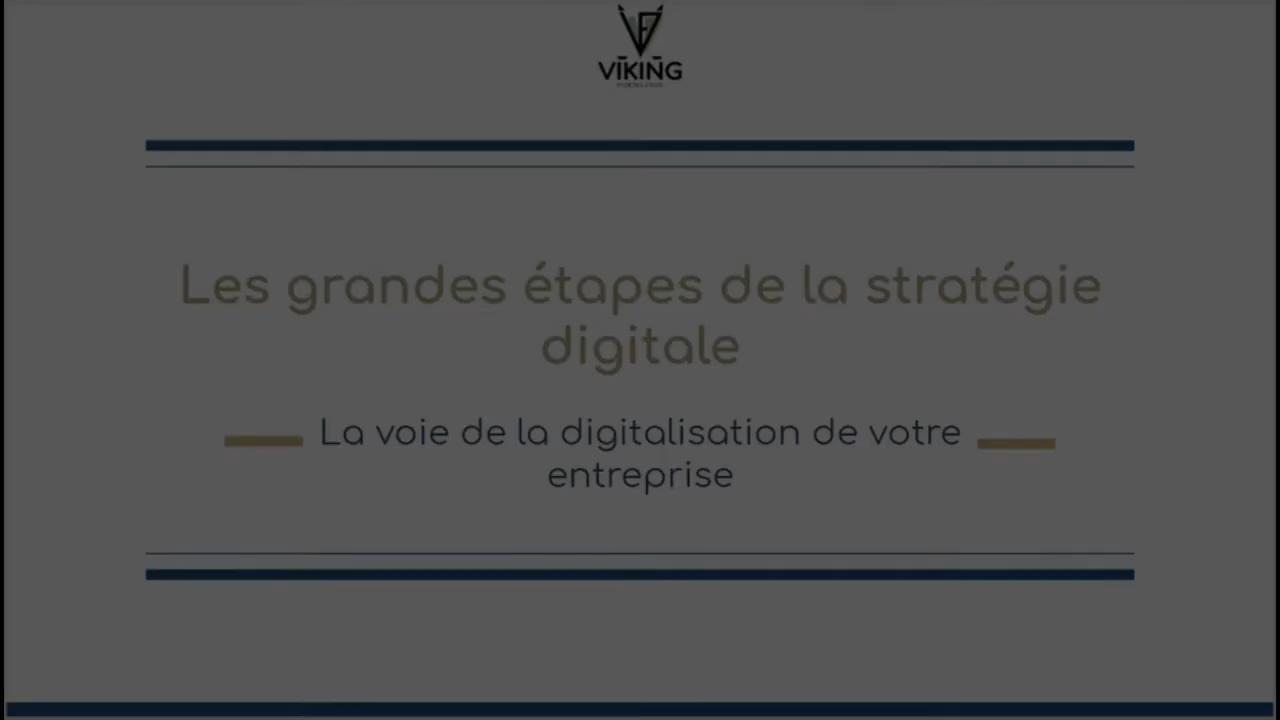 VIKING
Les grandes étapes de la stratégie
digitale
La voie de la digitalisation de votre
entreprise